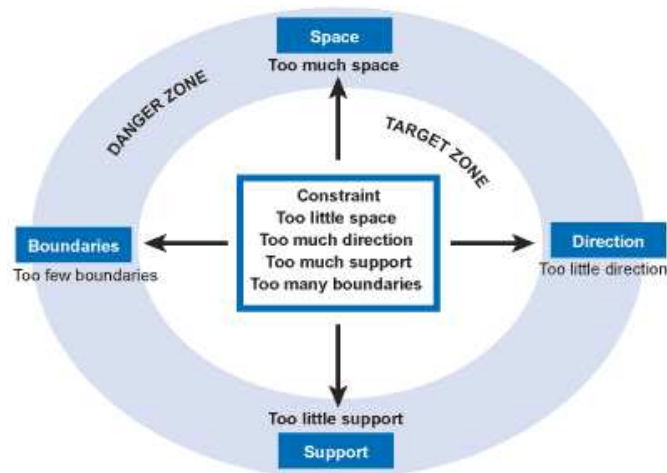 Space
Too much space
DANGER ZONE
TARGET ZONE
Constraint
Too little space
Too much direction
Too much support
Too many boundaries
Boundaries
Too few boundaries
Direction
Too little direction
Too little support
Support